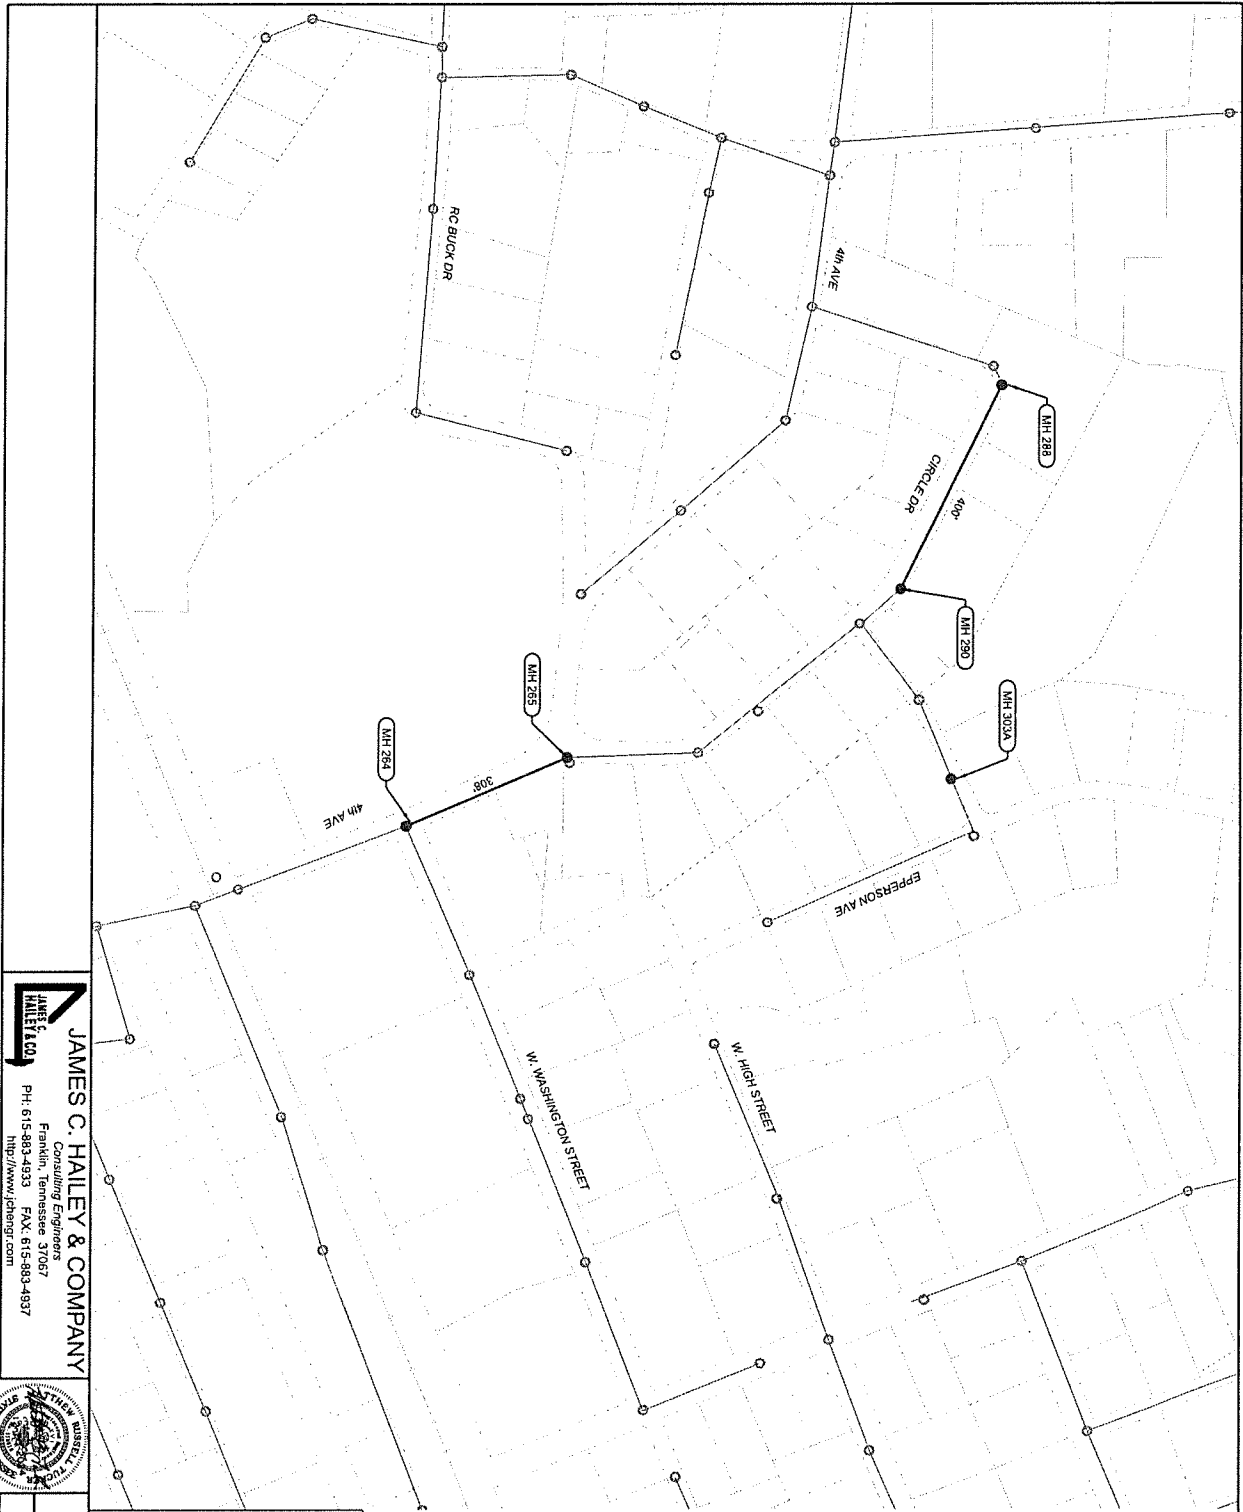 RC BUCK DR
4th AVE
MH 288
CIRCLE DR
400'
MH 290
MH 303A
MH 265
MH 264
308'
4th AVE
EPPERSON AVE
W. HIGH STREET
W. WASHINGTON STREET
JAMES C.
HAILEY & CO.
JAMES C. HAILEY & COMPANY
Consulting Engineers
Franklin, Tennessee 37067
PH: 615-883-4933 FAX: 615-883-4937
http://www.jchengr.com
RUSSELL